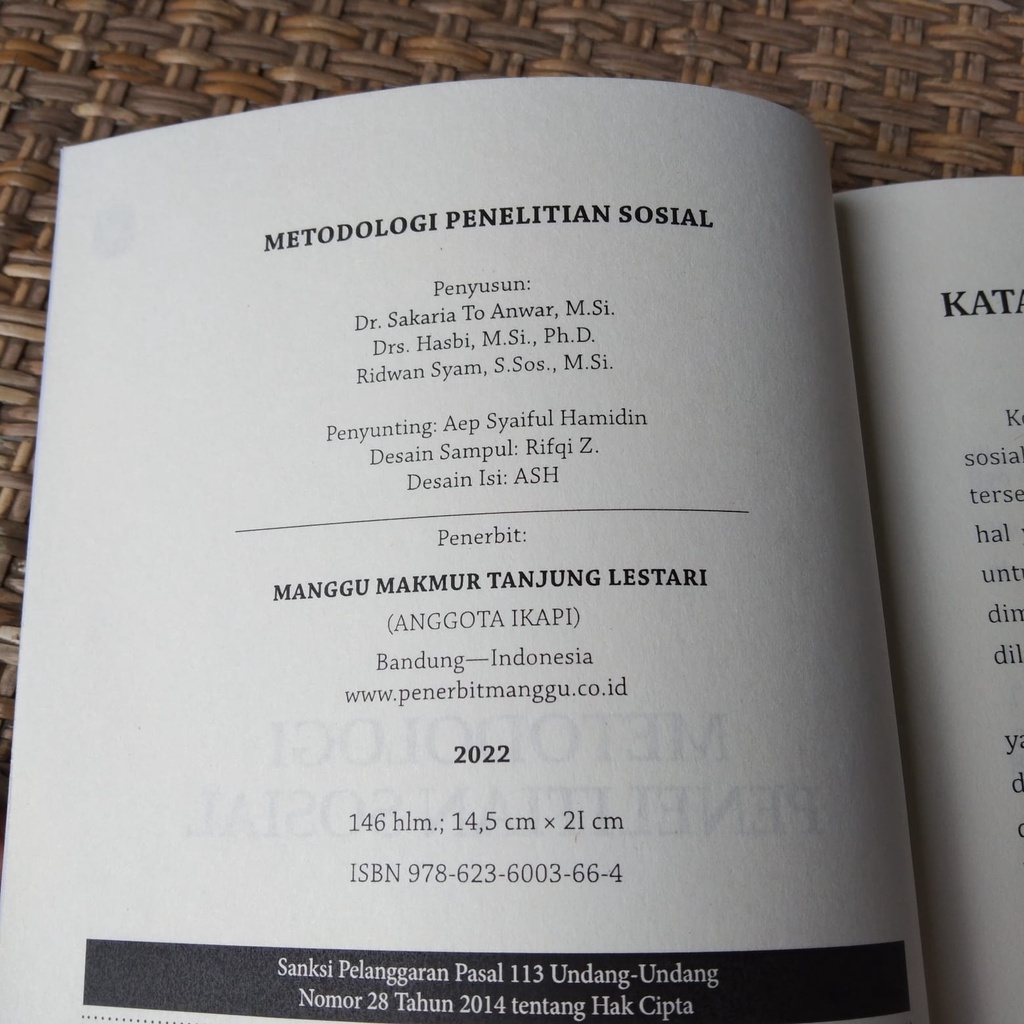 METODOLOGI PENELITIAN SOSIAL
Penyusun:
Dr. Sakaria To Anwar, M.Si.
Drs. Hasbi, M.Si., Ph.D.
Ridwan Syam, S.Sos., M.Si.
Penyunting: Aep Syaiful Hamidin
Desain Sampul: Rifqi Z.
Desain Isi: ASH
Penerbit:
MANGGU MAKMUR TANJUNG LESTARI
(ANGGOTA IKAPI)
Bandung—Indonesia
www.penerbitmanggu.co.id
2022
146 hlm.; 14,5 cm × 2I cm
ISBN 978-623-6003-66-4
Sanksi Pelanggaran Pasal 113 Undang-Undang
Nomor 28 Tahun 2014 tentang Hak Cipta
METODOLOGI
PENELITIAN SOSIAL